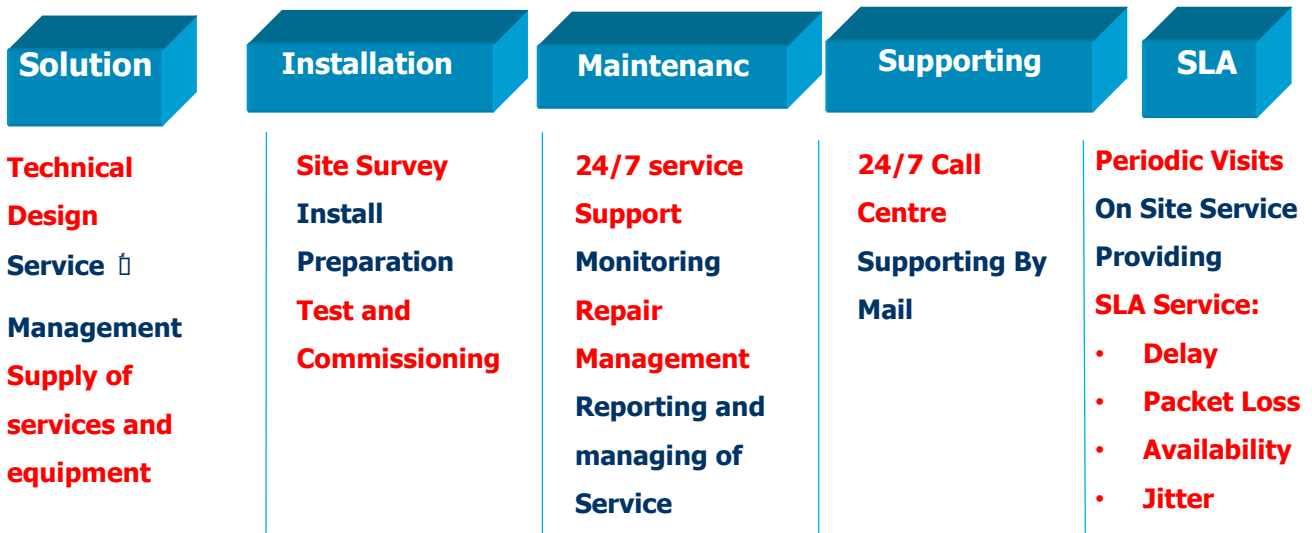 Solution
Technical
Design
Service
Management
Supply of
services and
equipment
Installation
Site Survey
Install
Preparation
Test and
Commissioning
Maintenanc
24/7 service
Support
Monitoring
Repair
Management
Reporting and
managing of
Service
Supporting
24/7 Call
Centre
Supporting By
Mail
SLA
Periodic Visits
On Site Service
Providing
SLA Service:
• Delay
• Packet Loss
• Availability
• Jitter